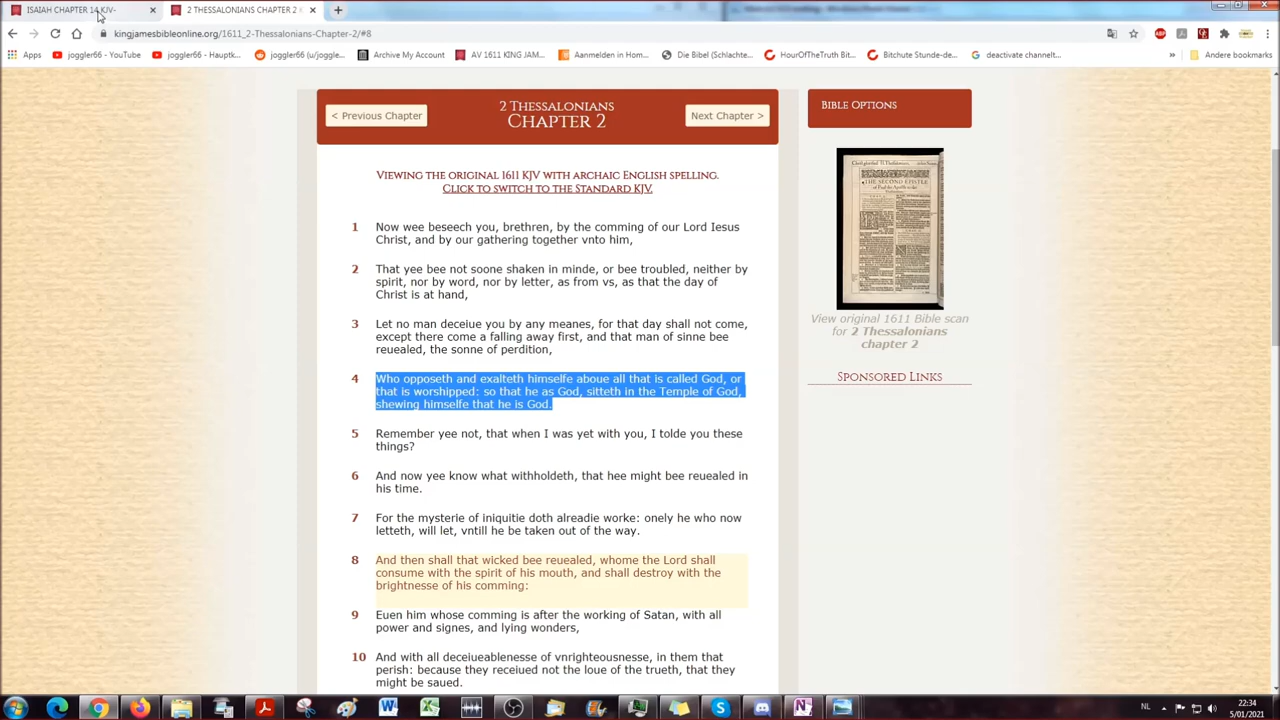 ISAIAH CHAPTER 14 KJV-
2 THESSALONIANS CHAPTER 2 K
kingjamesbibleonline.org/1611_2-Thessalonians-Chapter-2/#8
Apps
joggler66 - YouTube
joggler66 - Hauptk...
joggler66 (u/joggle...
Archive My Account
AV 1611 KING JAM...
Aanmelden in Hom...
Die Bibel (Schlachte...
HourOfTheTruth Bit...
Bitchute Stunde-de...
deactivate channelt...
»
Andere bookmarks
< Previous Chapter
2 Thessalonians
Chapter 2
Next Chapter >
Bible Options
Viewing the original 1611 KJV with archaic English spelling.
Click to switch to the Standard KJV.
1 Now wee beseech you, brethren, by the comming of our Lord Iesus
Christ, and by our gathering together vnto him,
2 That yee bee not soone shaken in minde, or bee troubled, neither by
spirit, nor by word, nor by letter, as from vs, as that the day of
Christ is at hand,
3 Let no man deceiue you by any meanes, for that day shall not come,
except there come a falling away first, and that man of sinne bee
reuealed, the sonne of perdition,
4 Who opposeth and exalteth himselfe aboue all that is called God, or
that is worshipped: so that he as God, sitteth in the Temple of God,
shewing himselfe that he is God.
5 Remember yee not, that when I was yet with you, I tolde you these
things?
6 And now yee know what withholdeth, that hee might bee reuealed in
his time.
7 For the mysterie of iniquitie doth alreadie worke: onely he who now
letteth, will let, vntill he be taken out of the way.
8 And then shall that wicked bee reuealed, whome the Lord shall
consume with the spirit of his mouth, and shall destroy with the
brightnesse of his comming:
9 Euen him whose comming is after the working of Satan, with all
power and signes, and lying wonders,
10 And with all deceiueablenesse of vnrighteousnesse, in them that
perish: because they receiued not the loue of the trueth, that they
might be saued.
THE SECOND EPISTLE
View original 1611 Bible scan
for 2 Thessalonians
chapter 2
Sponsored Links
NL
22:34
5/01/2021